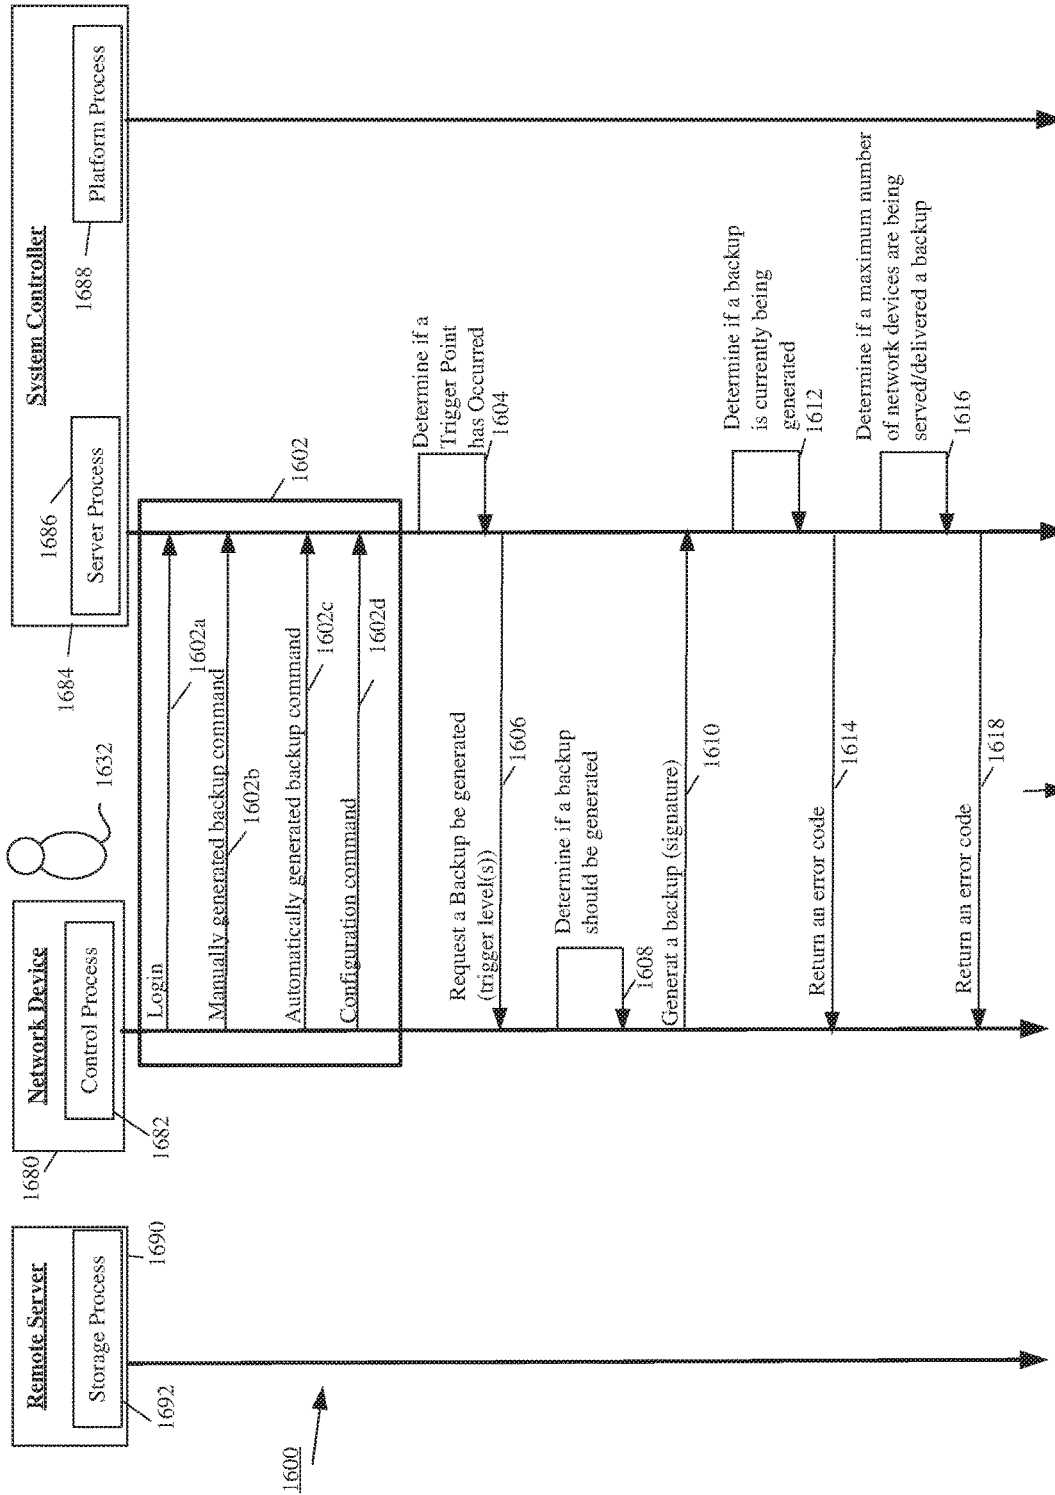 Remote Server
Storage Process
1692
1690
Network Device
Control Process
1680
1682
1632
System Controller
Server Process
1684
1686
Platform Process
1688
1600
1602
Login
1602a
Manually generated backup command
1602b
Automatically generated backup command
1602c
Configuration command
1602d
Determine if a
Trigger Point
has Occurred
1604
Request a Backup be generated
(trigger level(s))
1606
Determine if a backup
should be generated
1608
Generat a backup (signature)
1610
Determine if a backup
is currently being
generated
1612
Return an error code
1614
Determine if a maximum number
of network devices are being
served/delivered a backup
1616
Return an error code
1618